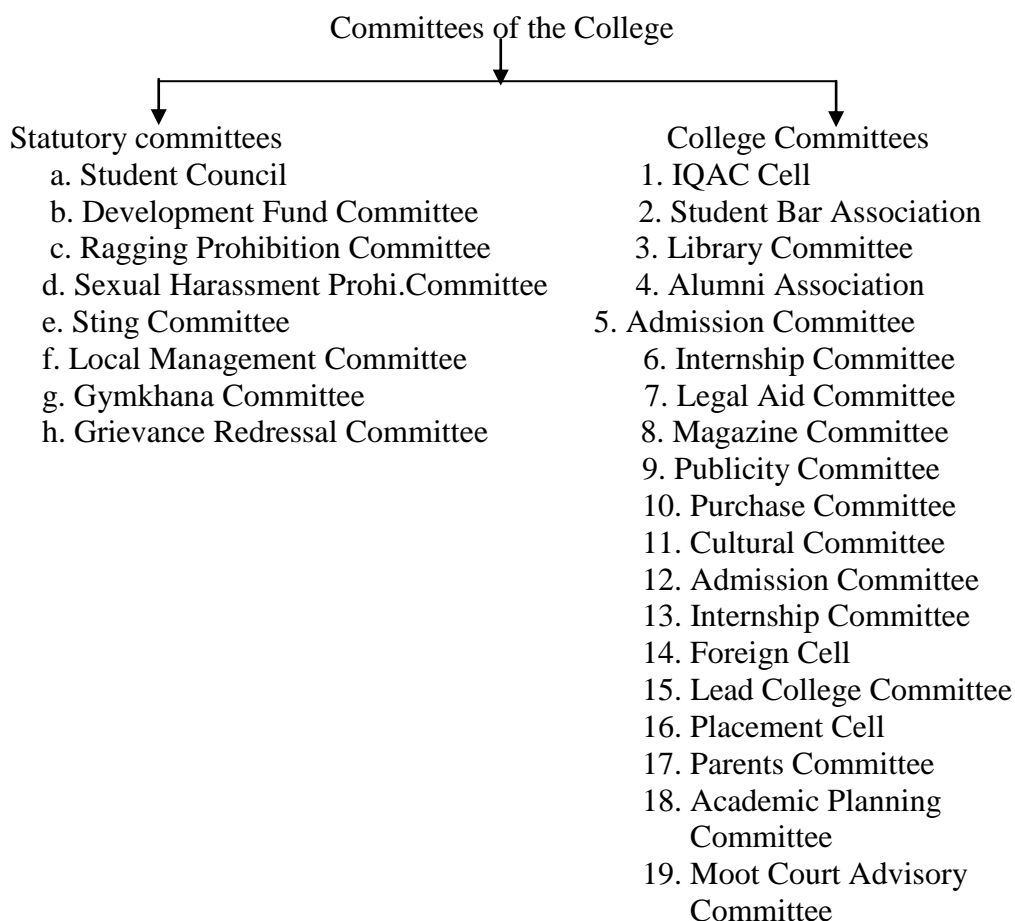 Committees of the College
Statutory committees
a. Student Council
b. Development Fund Committee
c. Ragging Prohibition Committee
d. Sexual Harassment Prohi.Committee
e. Sting Committee
f. Local Management Committee
g. Gymkhana Committee
h. Grievance Redressal Committee
College Committees
1. IQAC Cell
2. Student Bar Association
3. Library Committee
4. Alumni Association
5. Admission Committee
6. Internship Committee
7. Legal Aid Committee
8. Magazine Committee
9. Publicity Committee
10. Purchase Committee
11. Cultural Committee
12. Admission Committee
13. Internship Committee
14. Foreign Cell
15. Lead College Committee
16. Placement Cell
17. Parents Committee
18. Academic Planning
Committee
19. Moot Court Advisory
Committee